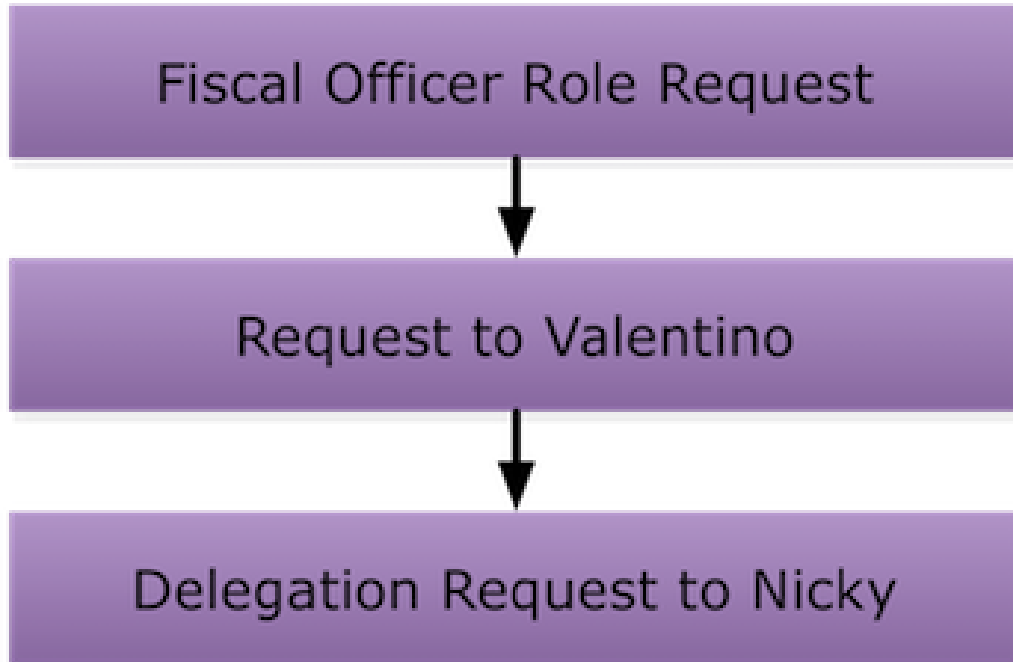 Fiscal Officer Role Request
Request to Valentino
Delegation Request to Nicky